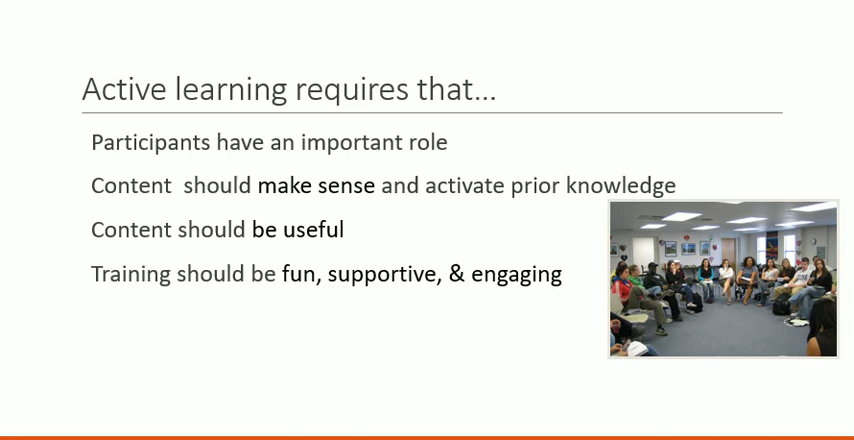 Active learning requires that...
Participants have an important role
Content  should make sense and activate prior knowledge
Content should be useful
Training should be fun, supportive, & engaging